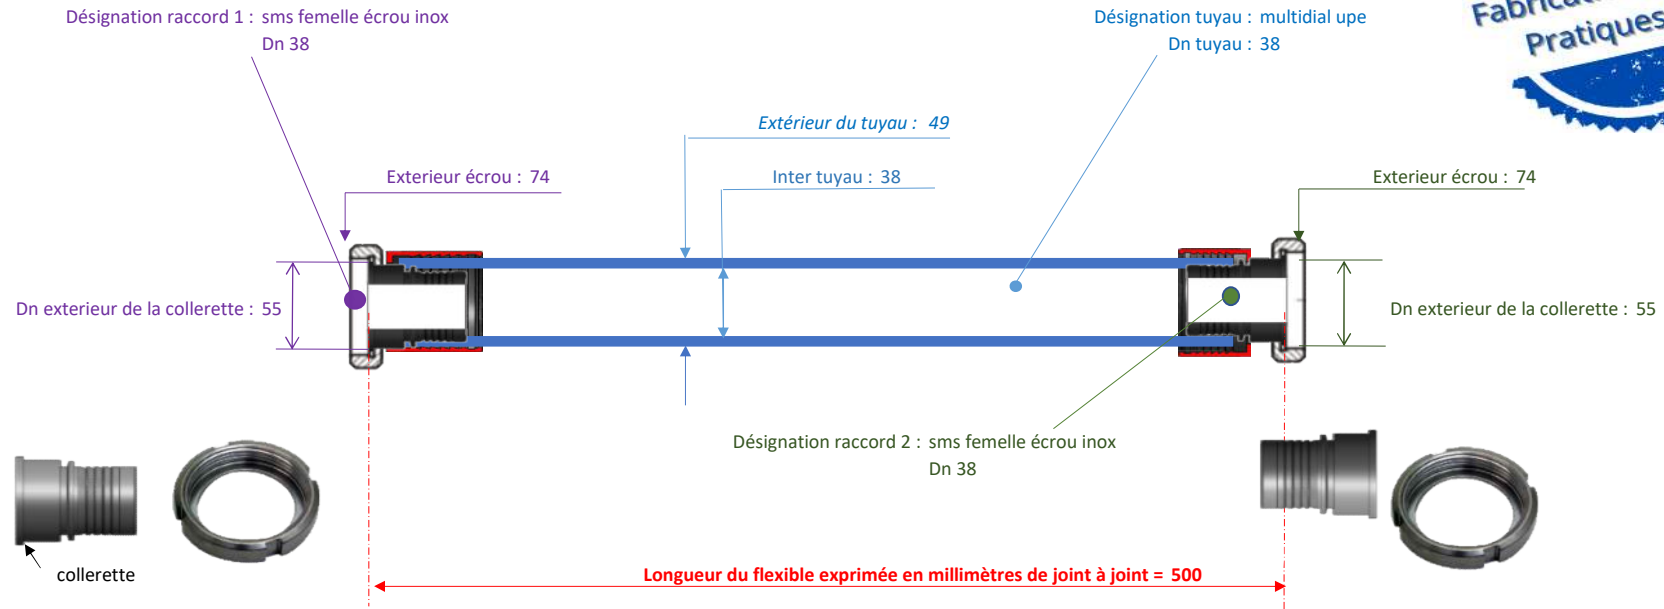 Désignation raccord 1 : sms femelle écrou inox
Dn 38
Désignation tuyau : multidial upe
Dn tuyau : 38
Pratiques
Extérieur du tuyau : 49
Exterieur écrou : 74
Inter tuyau : 38
Exterieur écrou : 74
Dn exterieur de la collerette : 55
Dn exterieur de la collerette : 55
Désignation raccord 2 : sms femelle écrou inox
Dn 38
collerette
Longueur du flexible exprimée en millimètres de joint à joint = 500